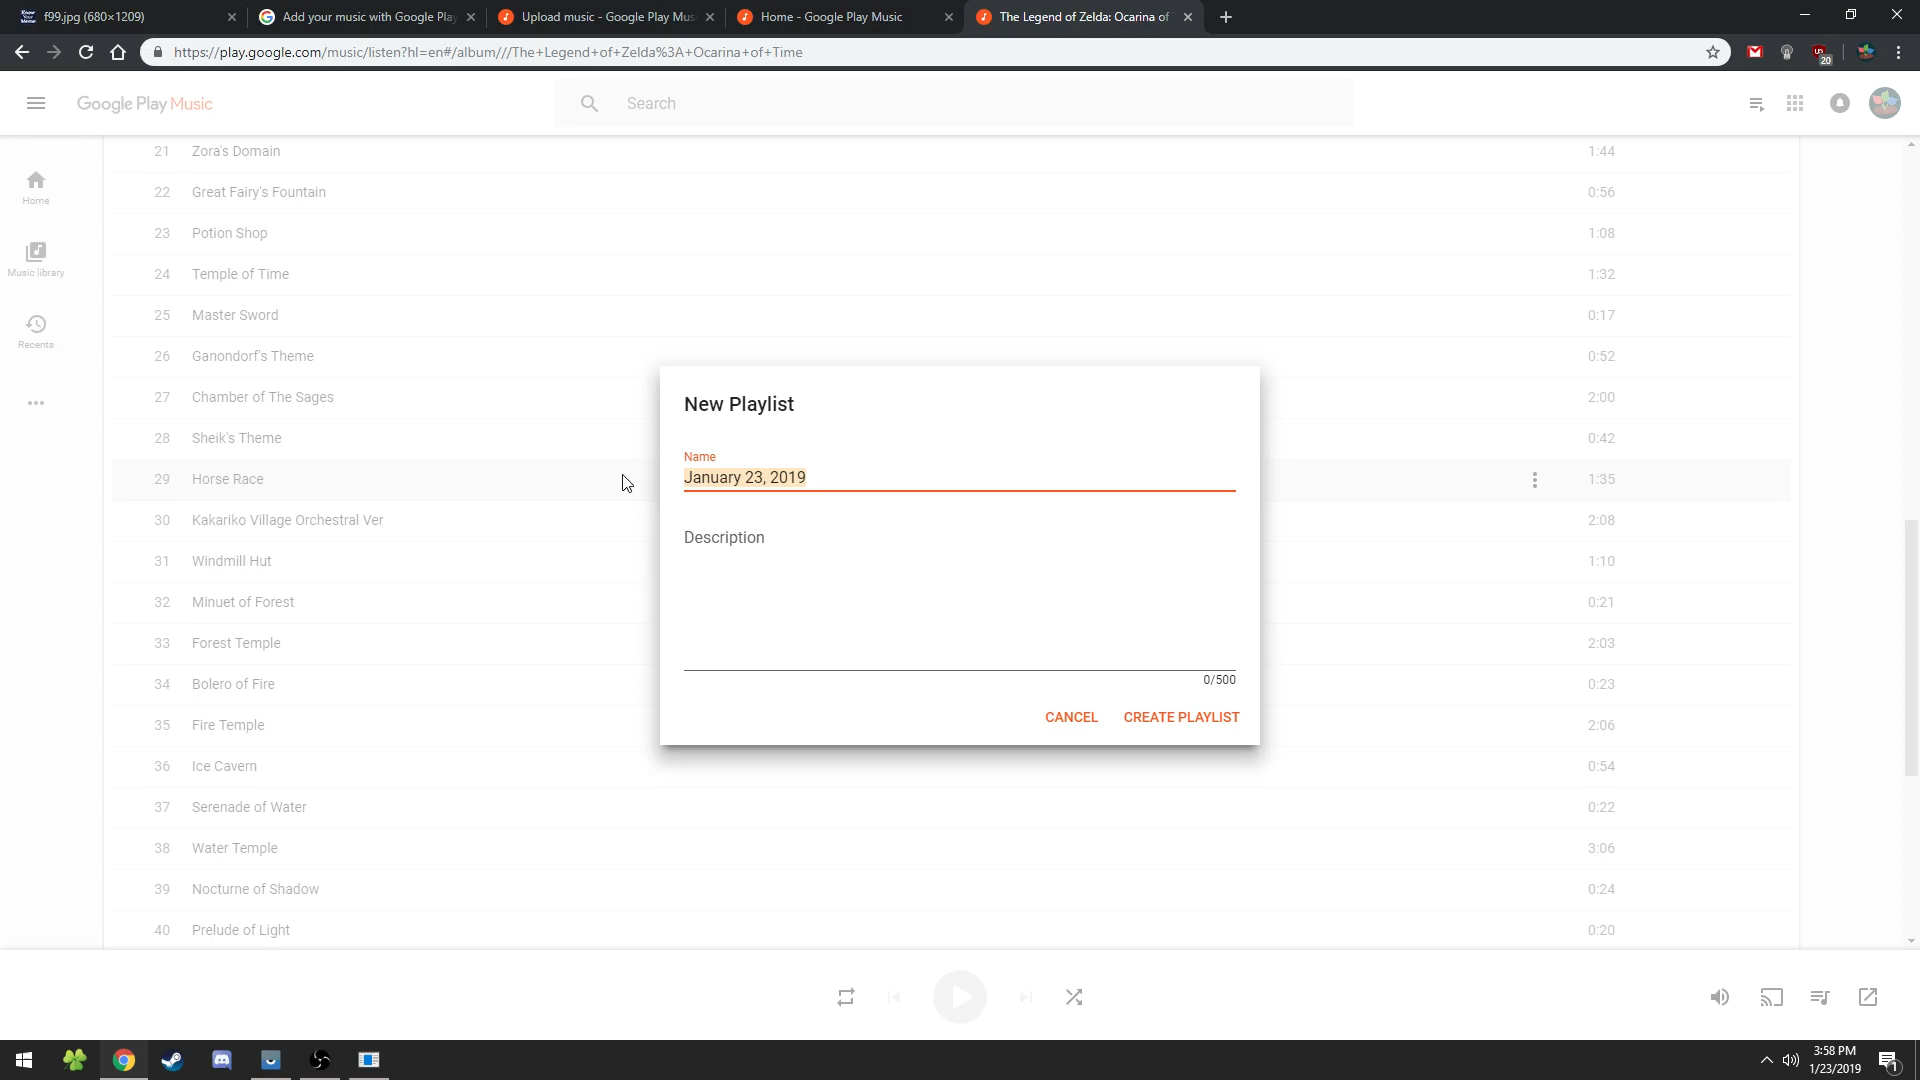 f99.jpg (680×1209)
Add your music with Google Play
Upload music - Google Play Mus
Home - Google Play Music
The Legend of Zelda: Ocarina of
https://play.google.com/music/listen?hl=en#/album///The+Legend+of+Zelda%3A+Ocarina+of+Time
20
Google Play Music
Search
Home
Music library
Recents
21 Zora's Domain 1:44
22 Great Fairy's Fountain 0:56
23 Potion Shop 1:08
24 Temple of Time 1:32
25 Master Sword 0:17
26 Ganondorf's Theme 0:52
27 Chamber of The Sages 2:00
28 Sheik's Theme 0:42
29 Horse Race 1:35
30 Kakariko Village Orchestral Ver 2:08
31 Windmill Hut 1:10
32 Minuet of Forest 0:21
33 Forest Temple 2:03
34 Bolero of Fire 0:23
35 Fire Temple 2:06
36 Ice Cavern 0:54
37 Serenade of Water 0:22
38 Water Temple 3:06
39 Nocturne of Shadow 0:24
40 Prelude of Light 0:20
New Playlist
Name
January 23, 2019
Description
0/500
CANCEL CREATE PLAYLIST
3:58 PM
1/23/2019
1